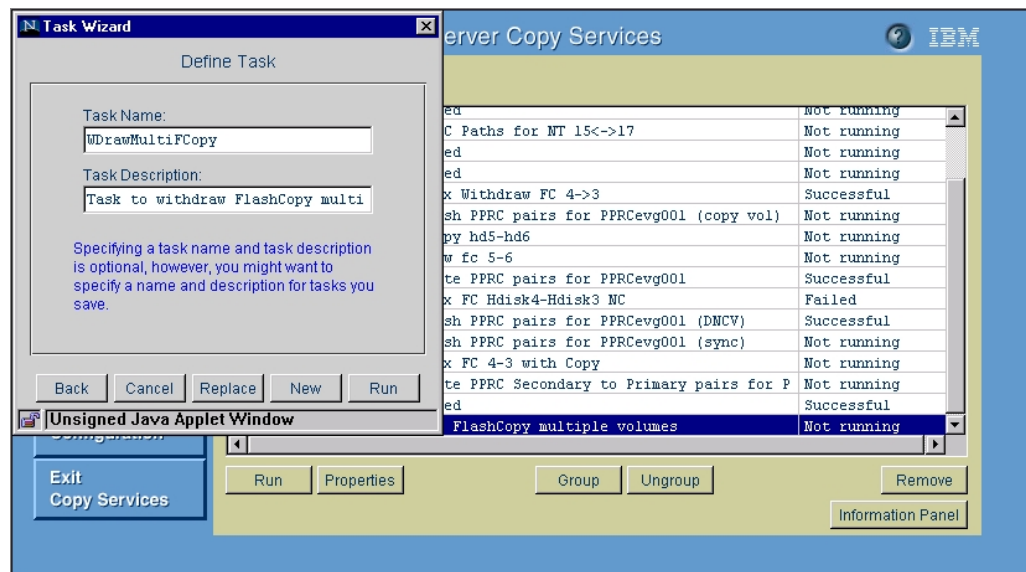 Task Wizard
Define Task
Task Name:
WDrawMultiFCopy
Task Description:
Task to withdraw FlashCopy multi
Specifying a task name and task description
is optional, however, you might want to
specify a name and description for tasks you
save.
Back Cancel Replace New Run
Unsigned Java Applet Window
erver Copy Services
IBM
ed Not running
C Paths for NT 15<->17 Not running
ed Not running
ed Not running
x Withdraw FC 4->3 Successful
sh PPRC pairs for PPRCevg001 (copy vol) Not running
py hd5-hd6 Not running
w fc 5-6 Not running
te PPRC pairs for PPRCevg001 Successful
x FC Hdisk4-Hdisk3 NC Failed
sh PPRC pairs for PPRCevg001 (DNCV) Successful
sh PPRC pairs for PPRCevg001 (sync) Not running
x FC 4-3 with Copy Not running
te PPRC Secondary to Primary pairs for P Not running
ed Successful
FlashCopy multiple volumes Not running
Configuration
Exit
Copy Services
Run Properties Group Ungroup Remove
Information Panel